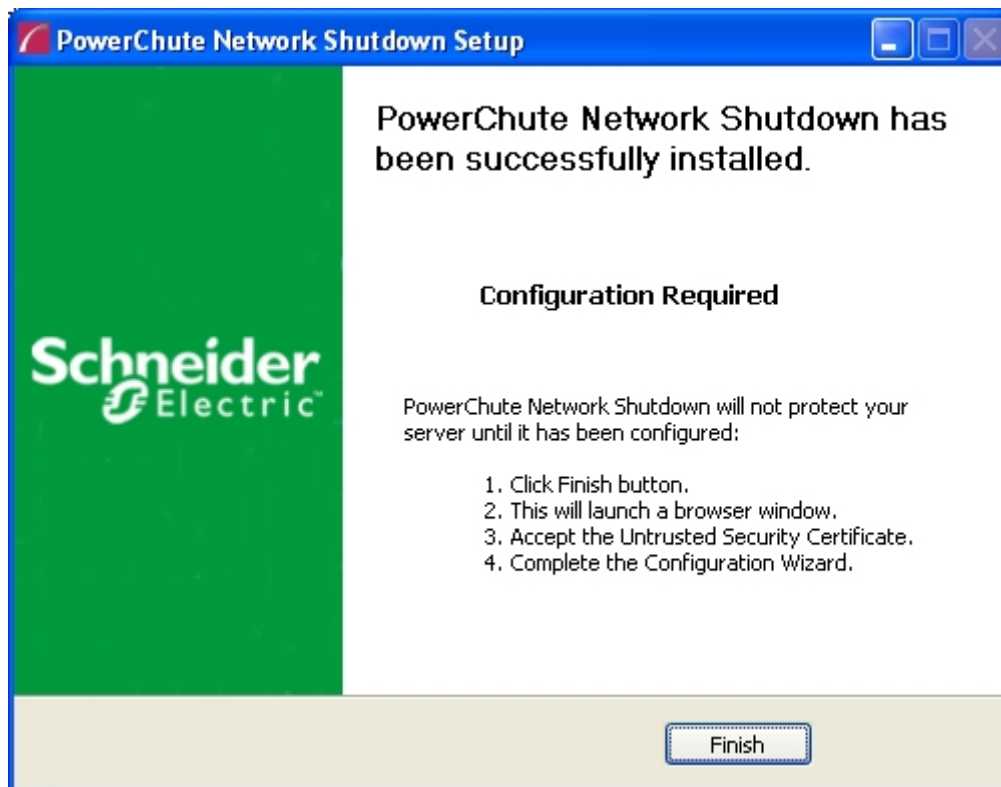 PowerChute Network Shutdown Setup
PowerChute Network Shutdown has
been successfully installed.
Configuration Required
Schneider
Electric™
PowerChute Network Shutdown will not protect your
server until it has been configured:
1. Click Finish button.
2. This will launch a browser window.
3. Accept the Untrusted Security Certificate.
4. Complete the Configuration Wizard.
Finish